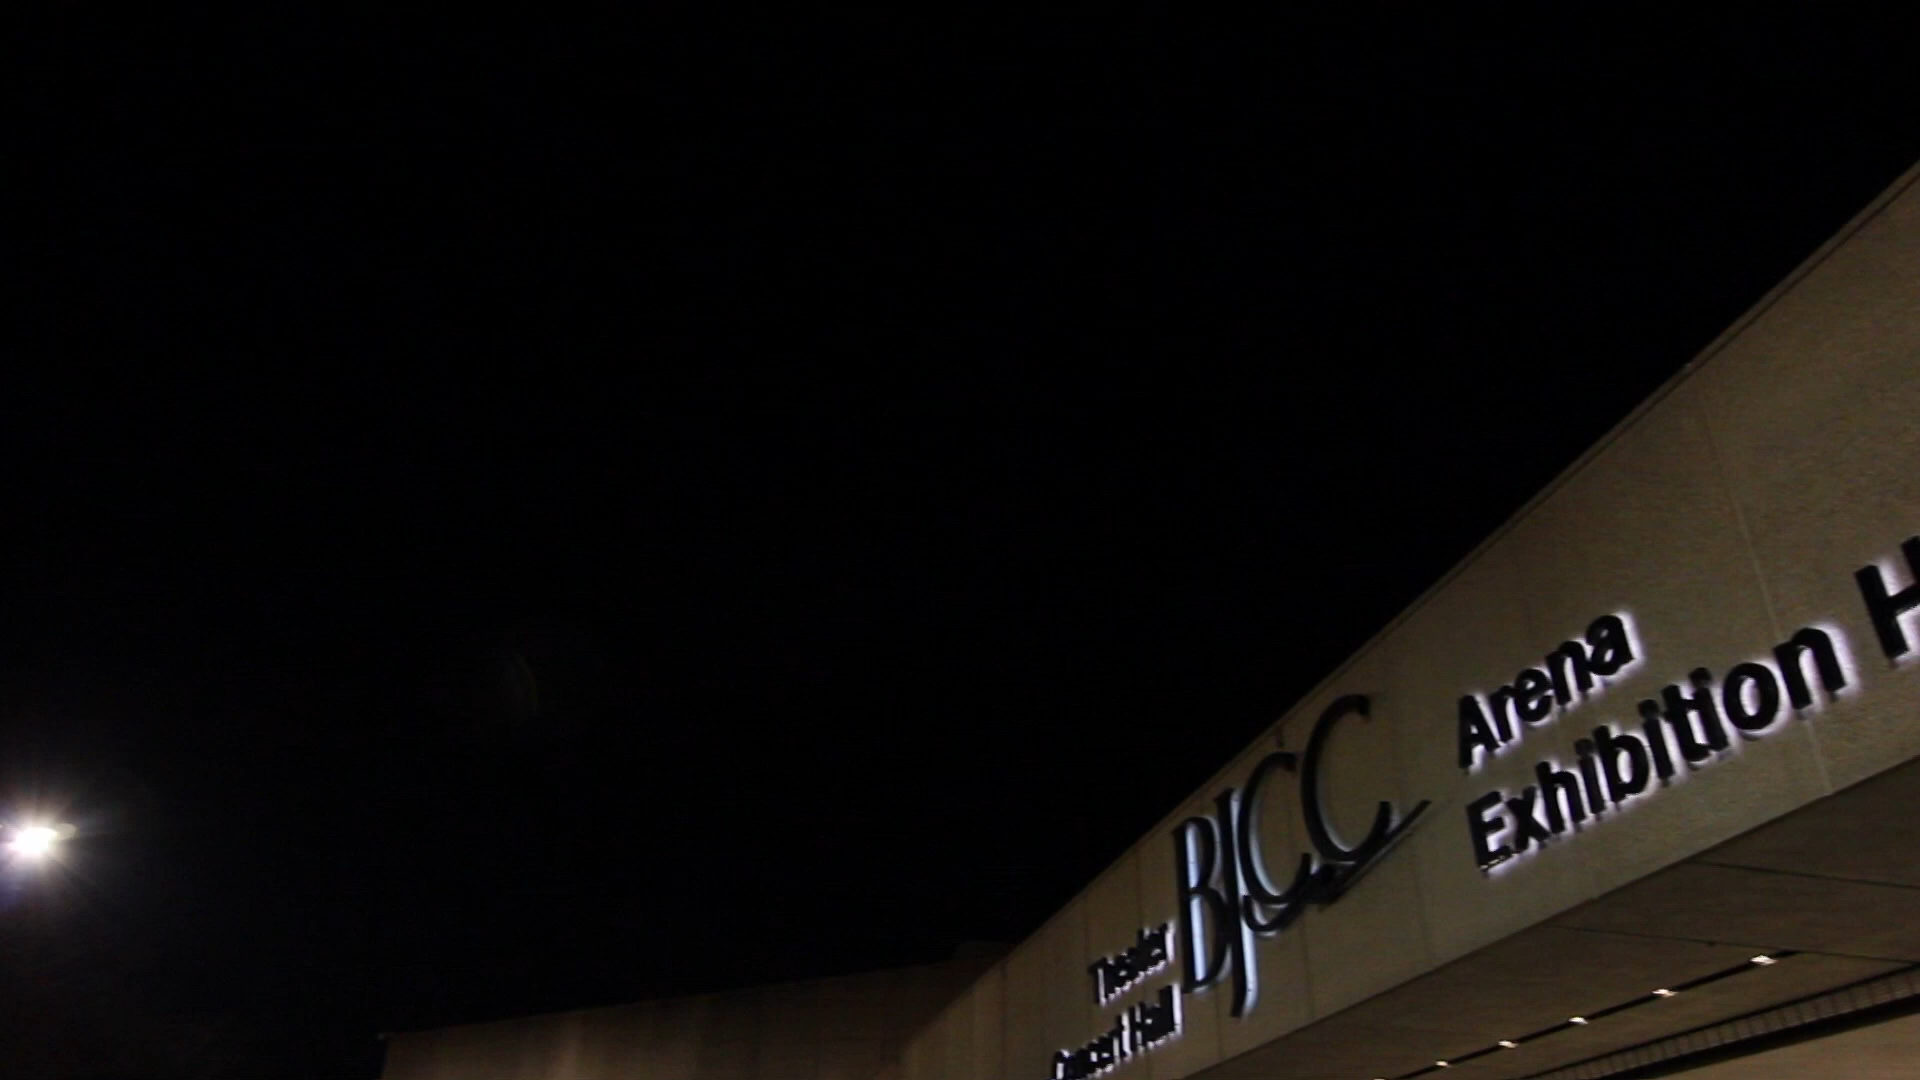 Theater
Concert Hall
BJCC
Arena
Exhibition H